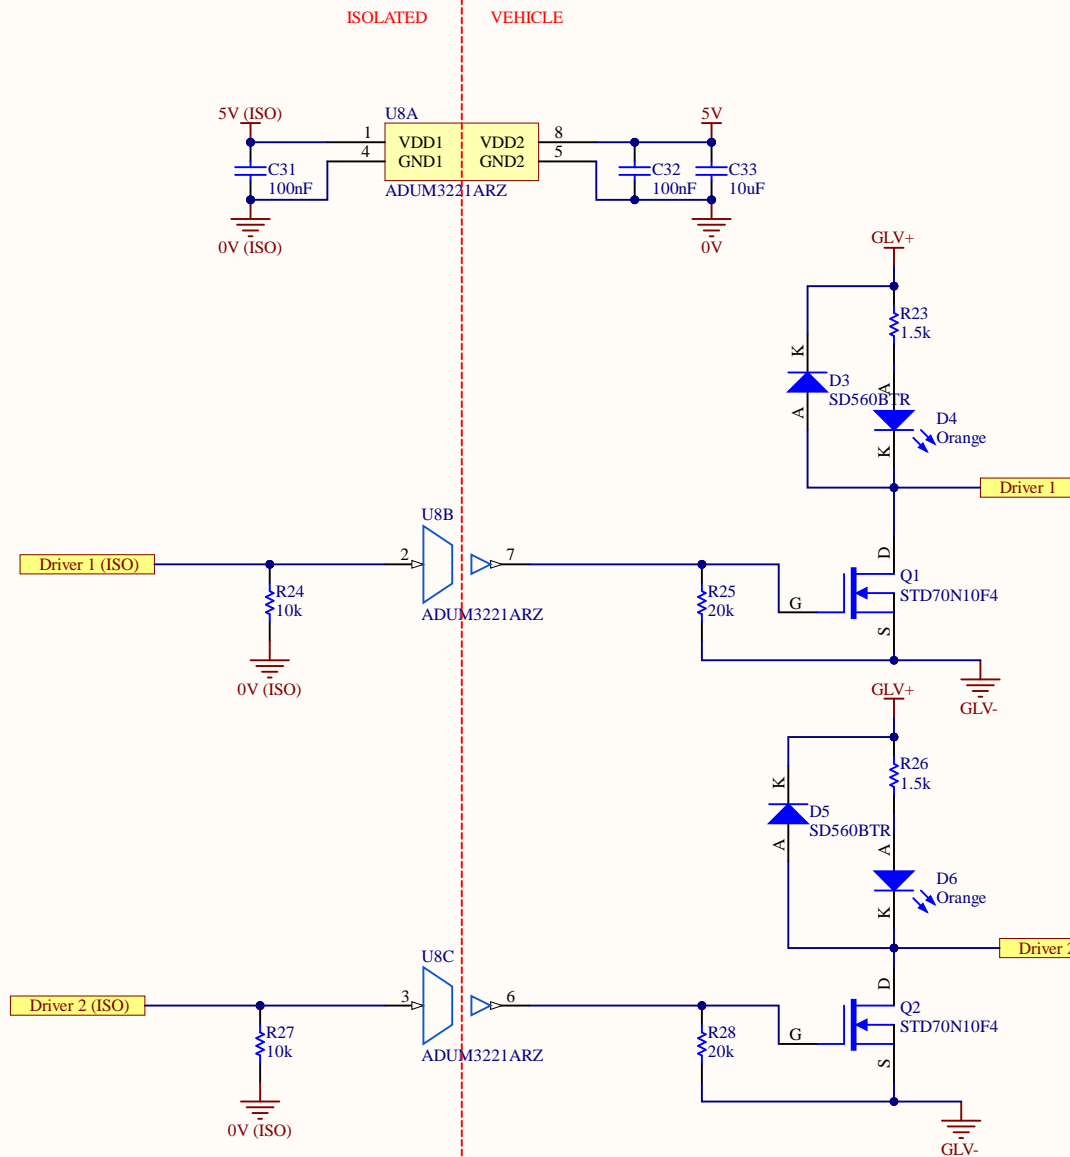 ISOLATED
VEHICLE
5V (ISO)
U8A
5V
1
VDD1
VDD2
8
4
GND1
GND2
5
C31
100nF
C32
100nF
C33
10uF
ADUM3221ARZ
0V (ISO)
0V
GLV+
R23
1.5k
K
D3
SD560BTR
A
A
D4
Orange
K
Driver 1
U8B
Driver 1 (ISO)
2
7
D
Q1
STD70N10F4
R24
10k
R25
20k
G
ADUM3221ARZ
S
0V (ISO)
GLV+
GLV-
R26
1.5k
K
D5
SD560BTR
A
A
D6
Orange
K
Driver 2
U8C
D
Driver 2 (ISO)
3
6
Q2
STD70N10F4
R27
10k
R28
20k
G
ADUM3221ARZ
S
0V (ISO)
GLV-